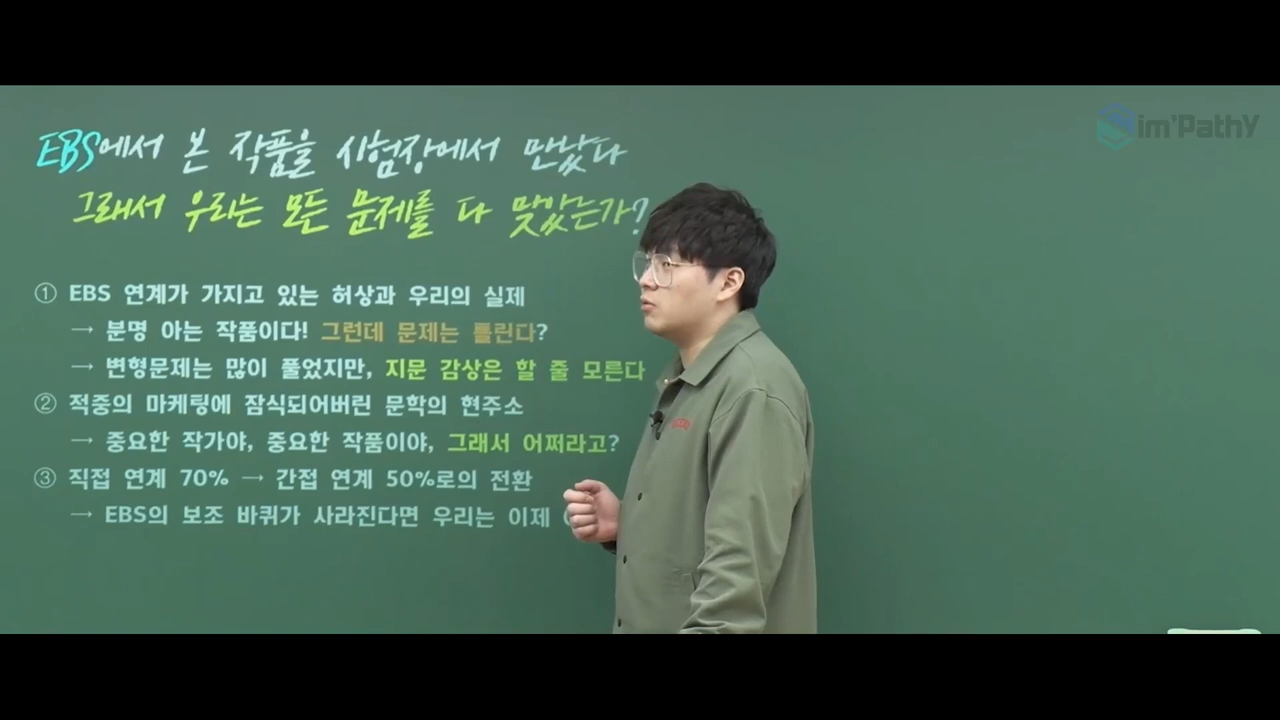 EBS에서 본 작품을 시험장에서 만났다
그래서 우리는 모든 문제를 다 맞았는가?
① EBS 연계가 가지고 있는 허상과 우리의 실제
→ 분명 아는 작품이다! 그런데 문제는 틀린다?
→ 변형문제는 많이 풀었지만, 지문 감상은 할 줄 모른다
② 적중의 마케팅에 잠식되어버린 문학의 현주소
→ 중요한 작가야, 중요한 작품이야, 그래서 어쩌라고?
③ 직접 연계 70% → 간접 연계 50%로의 전환
→ EBS의 보조 바퀴가 사라진다면 우리는 이제
im'PathY